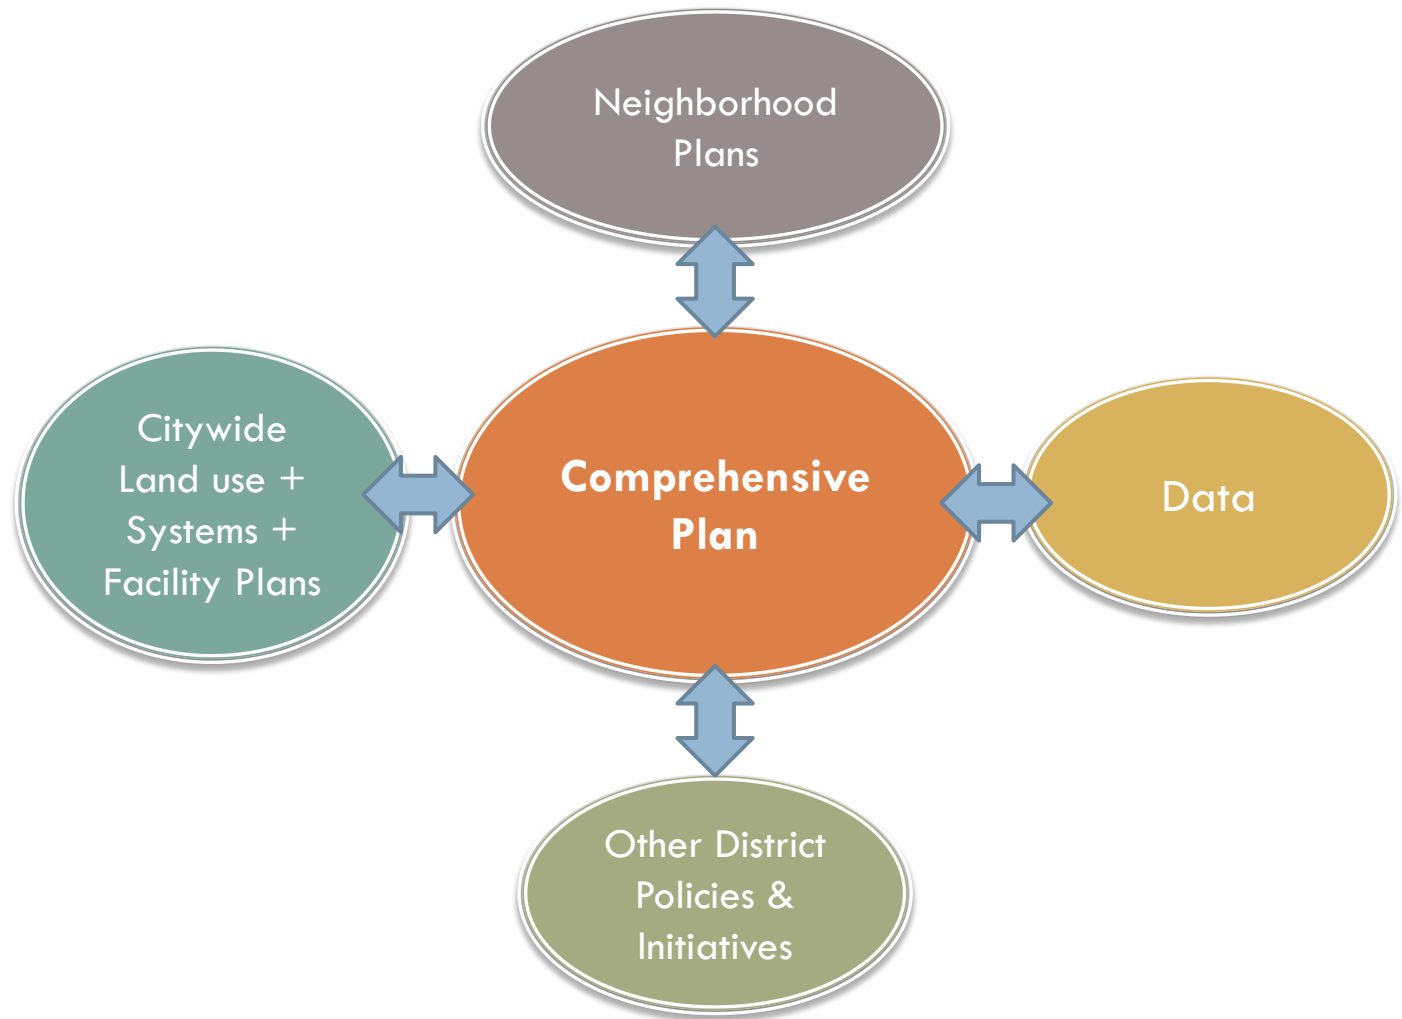 Neighborhood
Plans
Citywide
Land use +
Systems +
Facility Plans
Comprehensive
Plan
Data
Other District
Policies &
Initiatives